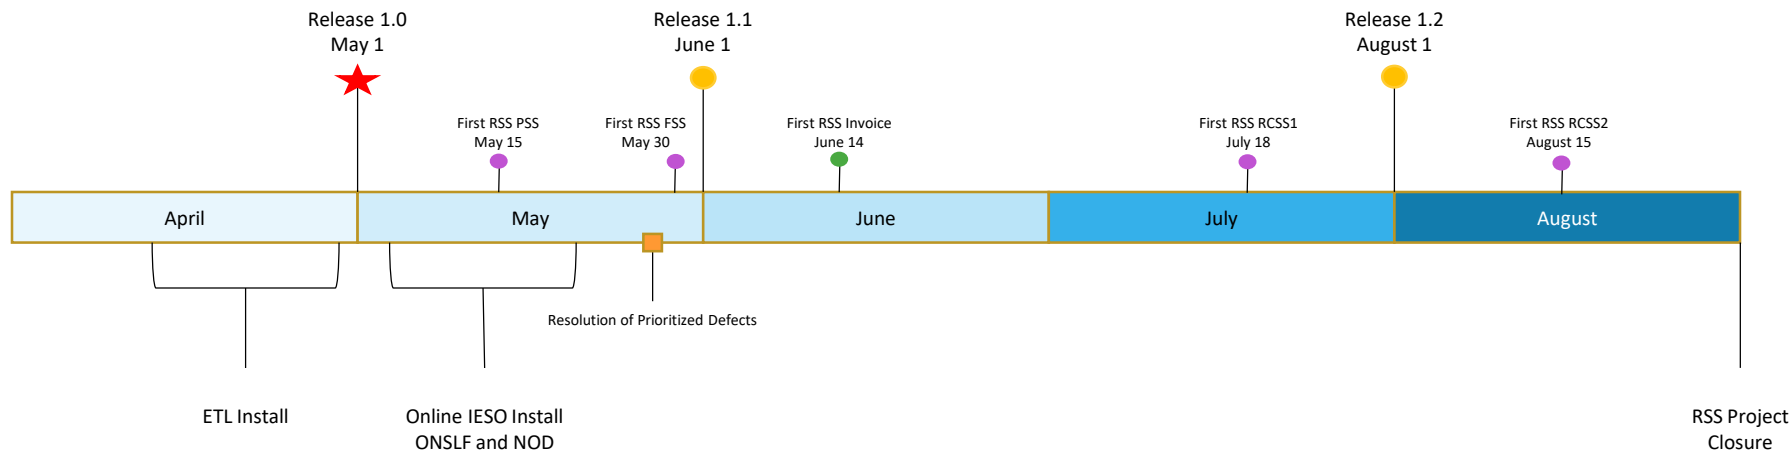 Release 1.0
May 1
Release 1.1
June 1
Release 1.2
August 1
First RSS PSS
May 15
First RSS FSS
May 30
First RSS Invoice
June 14
First RSS RCSS1
July 18
First RSS RCSS2
August 15
April
May
June
July
August
Resolution of Prioritized Defects
ETL Install
Online IESO Install
ONSLF and NOD
RSS Project
Closure